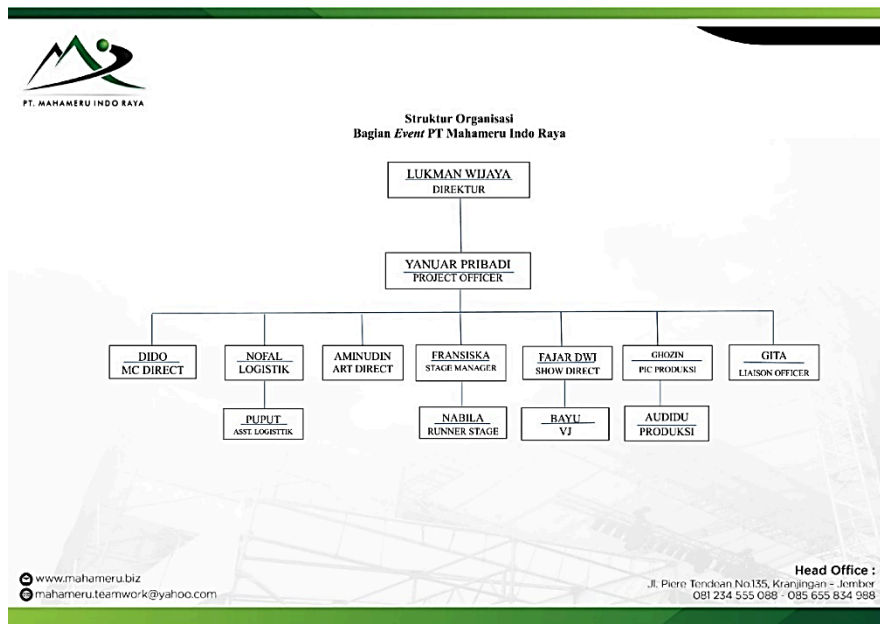 PT. MAHAMERU INDO RAYA
Struktur Organisasi
Bagian Event PT Mahameru Indo Raya
LUKMAN WIJAYA
DIREKTUR
YANUAR PRIBADI
PROJECT OFFICER
DIDO
MC DIRECT
NOFAL
LOGISTIK
AMINUDIN
ART DIRECT
FRANSISKA
STAGE MANAGER
FAJAR DWI
SHOW DIRECT
GHOZIN
PIC PRODUKSI
GITA
LIAISON OFFICER
PUPUT
ASST. LOGISTTIK
NABILA
RUNNER STAGE
BAYU
VJ
AUDIDU
PRODUKSI
www.mahameru.biz
mahameru.teamwork@yahoo.com
Head Office :
Jl. Piere Tendean No.135, Kranjingan - Jember
081 234 555 088 - 085 655 834 988